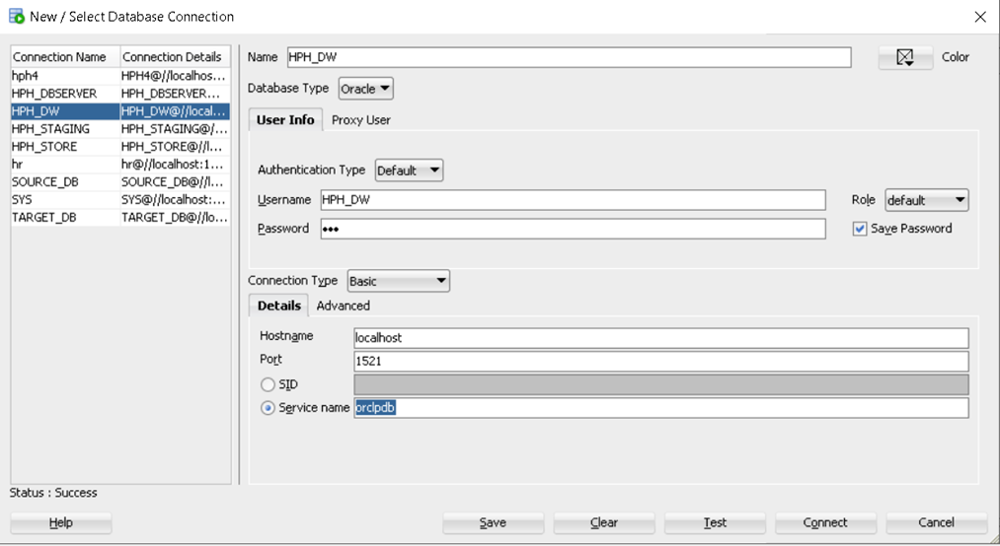 New / Select Database Connection
Connection Name Connection Details
hph4 HPH4@//localhos...
HPH_DBSERVER HPH_DBSERVER...
HPH_DW HPH_DW@//local...
HPH_STAGING HPH_STAGING@/...
HPH_STORE HPH_STORE@//l...
hr hr@//localhost:1...
SOURCE_DB SOURCE_DB@//l...
SYS SYS@//localhost:...
TARGET_DB TARGET_DB@//lo...
Name HPH_DW Color
Database Type Oracle
User Info Proxy User
Authentication Type Default
Username HPH_DW Role default
Password ••• Save Password
Connection Type Basic
Details Advanced
Hostname localhost
Port 1521
SID
Service name orclpdb
Status : Success
Help Save Clear Test Connect Cancel